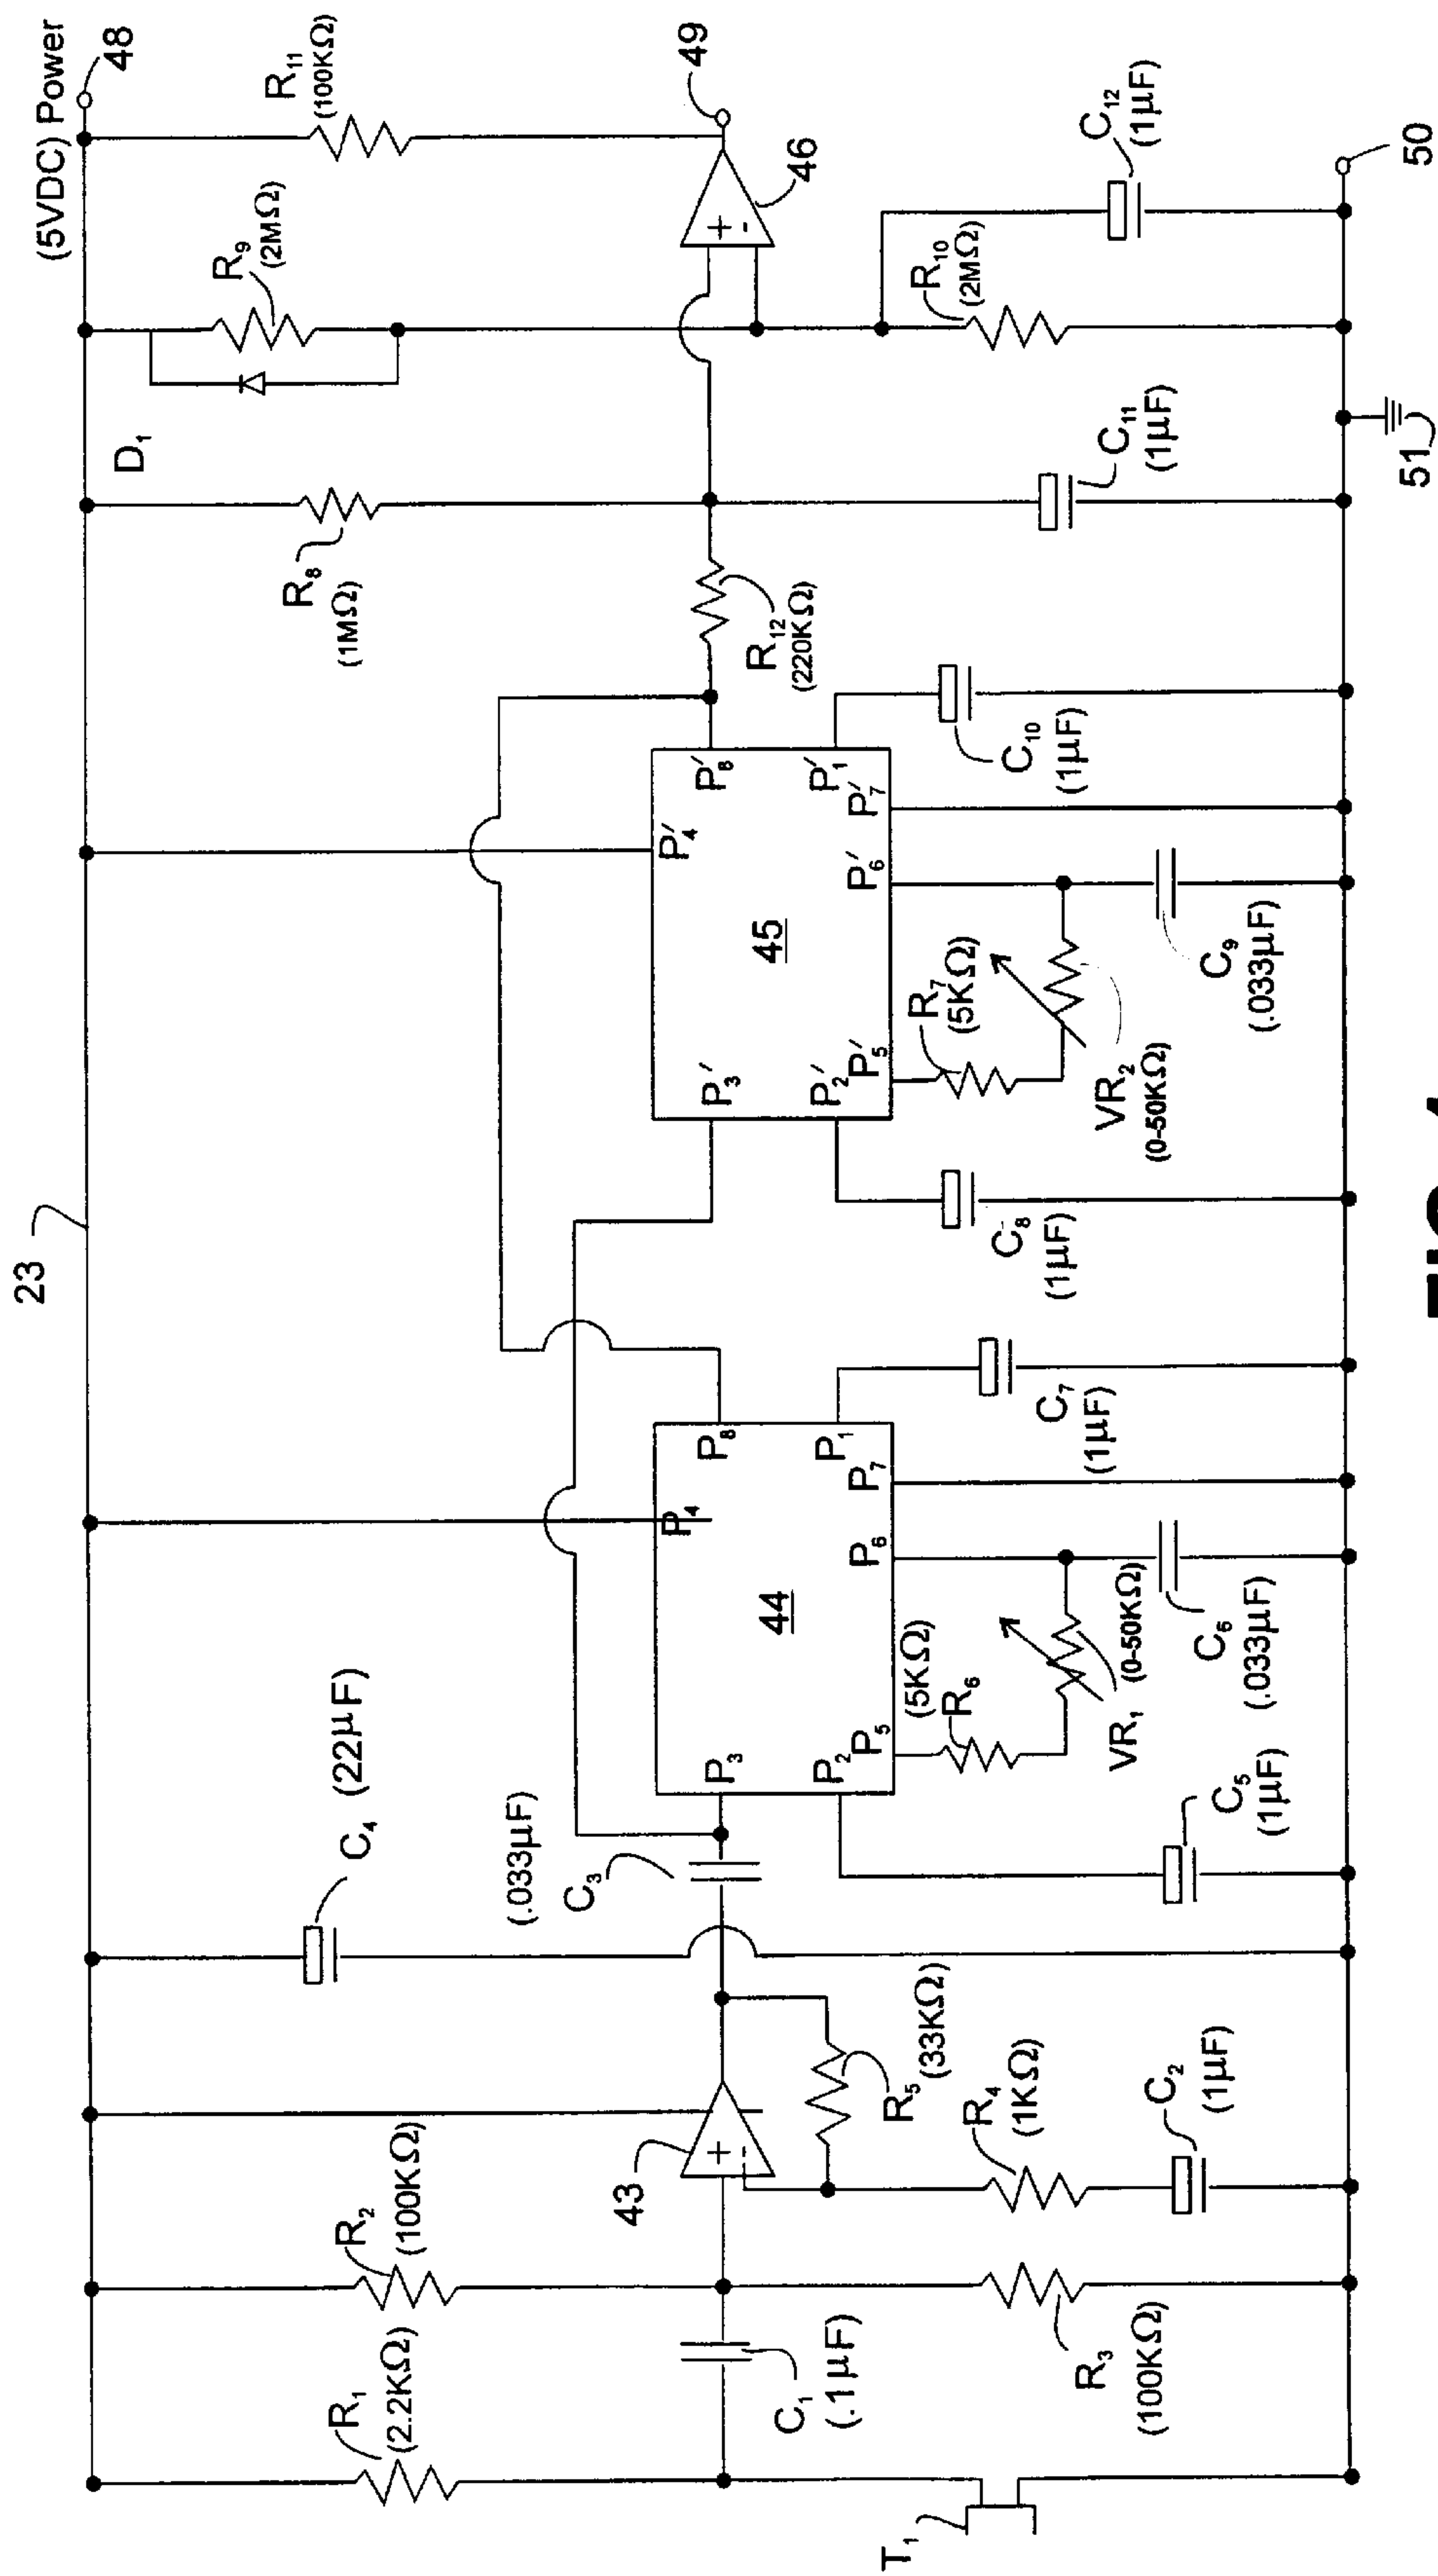 23
(5VDC) Power
48
R1
(2.2KΩ)
R2
(100KΩ)
C4 (22µF)
R8
(1MΩ)
D1
R9
(2MΩ)
R11
(100KΩ)
43
(.033µF)
C3
P3
P4
P8
44
P2
P5
P6
P7
P1
P′3
P′4
P′8
45
P′2
P′5
P′6
P′7
P′1
R12
(220KΩ)
+
-
+
-
46
49
C1
(.1µF)
R3
(100KΩ)
R5 (33KΩ)
R4
(1KΩ)
C2
(1µF)
C5
(1µF)
(5KΩ)
R6
VR1 (0-50KΩ)
C6
(.033µF)
C7
(1µF)
C8
(1µF)
R7
(5KΩ)
VR2
(0-50KΩ)
C9
(.033µF)
C10
(1µF)
C11
(1µF)
R10
(2MΩ)
C12
(1µF)
T1
51
50